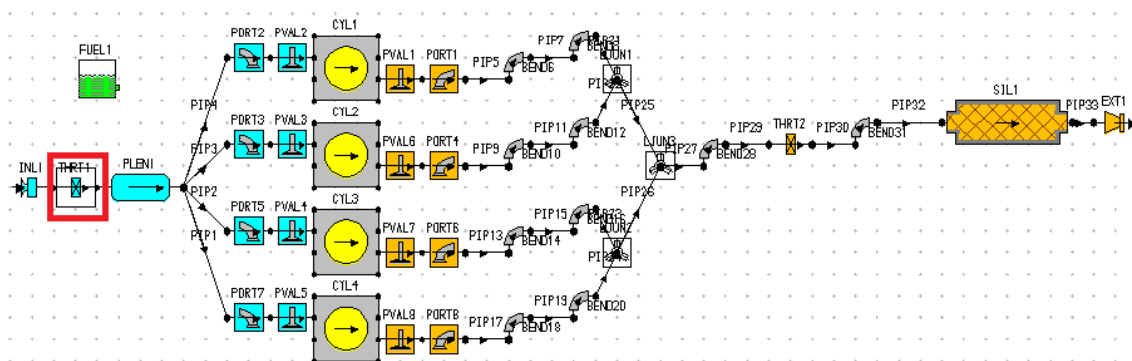 FUEL1
INL1
THRT1
PLEN1
PIP4
PIP3
PIP2
PIP1
PORT2 PVAL2 CYL1 PVAL1 PORT1 PIP5 BEND6 PIP7
PORT3 PVAL3 CYL2 PVAL6 PORT4 PIP9 BEND10 PIP11 BEND12
PORT5 PVAL4 CYL3 PVAL7 PORT6 PIP13 BEND14 PIP15
PORT7 PVAL5 CYL4 PVAL8 PORT8 PIP17 BEND18 PIP19 BEND20
PIP25
LJUN3
PIP26
PIP27
BEND28
PIP29
THRT2
PIP30
BEND31
PIP32
SIL1
PIP33
EXT1